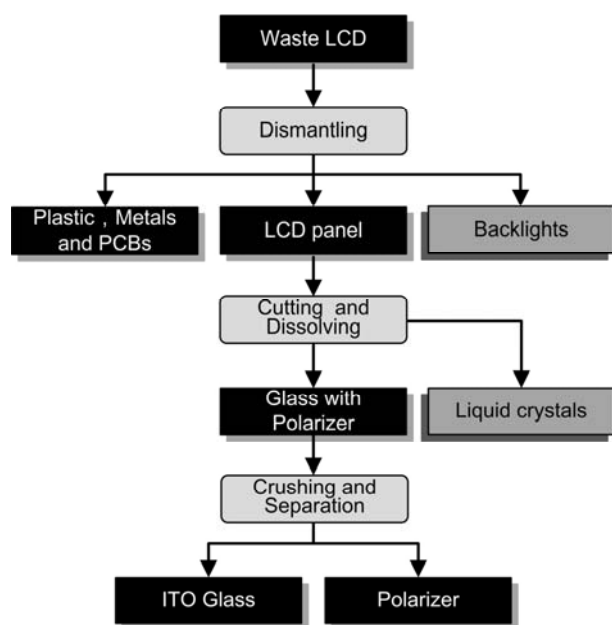 Waste LCD
Dismantling
Plastic , Metals
and PCBs
LCD panel
Backlights
Cutting and
Dissolving
Glass with
Polarizer
Liquid crystals
Crushing and
Separation
ITO Glass
Polarizer